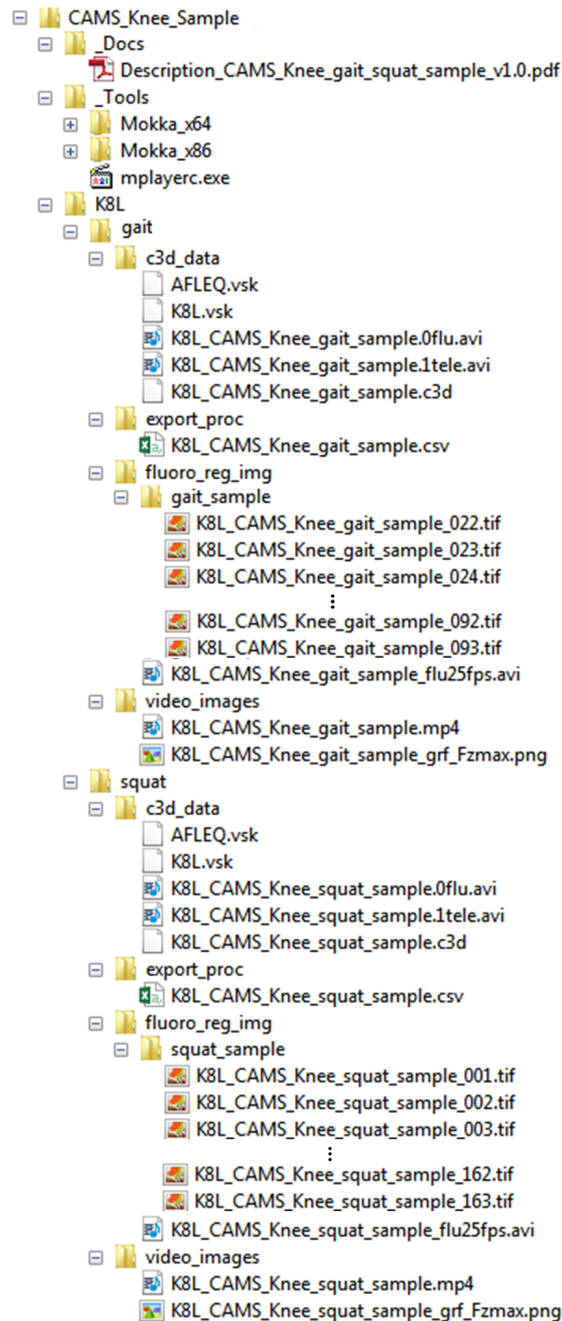 CAMS_Knee_Sample
_Docs
Description_CAMS_Knee_gait_squat_sample_v1.0.pdf
_Tools
Mokka_x64
Mokka_x86
mplayerc.exe
K8L
gait
c3d_data
AFLEQ.vsk
K8L.vsk
K8L_CAMS_Knee_gait_sample.0flu.avi
K8L_CAMS_Knee_gait_sample.1tele.avi
K8L_CAMS_Knee_gait_sample.c3d
export_proc
K8L_CAMS_Knee_gait_sample.csv
fluoro_reg_img
gait_sample
K8L_CAMS_Knee_gait_sample_022.tif
K8L_CAMS_Knee_gait_sample_023.tif
K8L_CAMS_Knee_gait_sample_024.tif
⋮
K8L_CAMS_Knee_gait_sample_092.tif
K8L_CAMS_Knee_gait_sample_093.tif
K8L_CAMS_Knee_gait_sample_flu25fps.avi
video_images
K8L_CAMS_Knee_gait_sample.mp4
K8L_CAMS_Knee_gait_sample_grf_Fzmax.png
squat
c3d_data
AFLEQ.vsk
K8L.vsk
K8L_CAMS_Knee_squat_sample.0flu.avi
K8L_CAMS_Knee_squat_sample.1tele.avi
K8L_CAMS_Knee_squat_sample.c3d
export_proc
K8L_CAMS_Knee_squat_sample.csv
fluoro_reg_img
squat_sample
K8L_CAMS_Knee_squat_sample_001.tif
K8L_CAMS_Knee_squat_sample_002.tif
K8L_CAMS_Knee_squat_sample_003.tif
⋮
K8L_CAMS_Knee_squat_sample_162.tif
K8L_CAMS_Knee_squat_sample_163.tif
K8L_CAMS_Knee_squat_sample_flu25fps.avi
video_images
K8L_CAMS_Knee_squat_sample.mp4
K8L_CAMS_Knee_squat_sample_grf_Fzmax.png